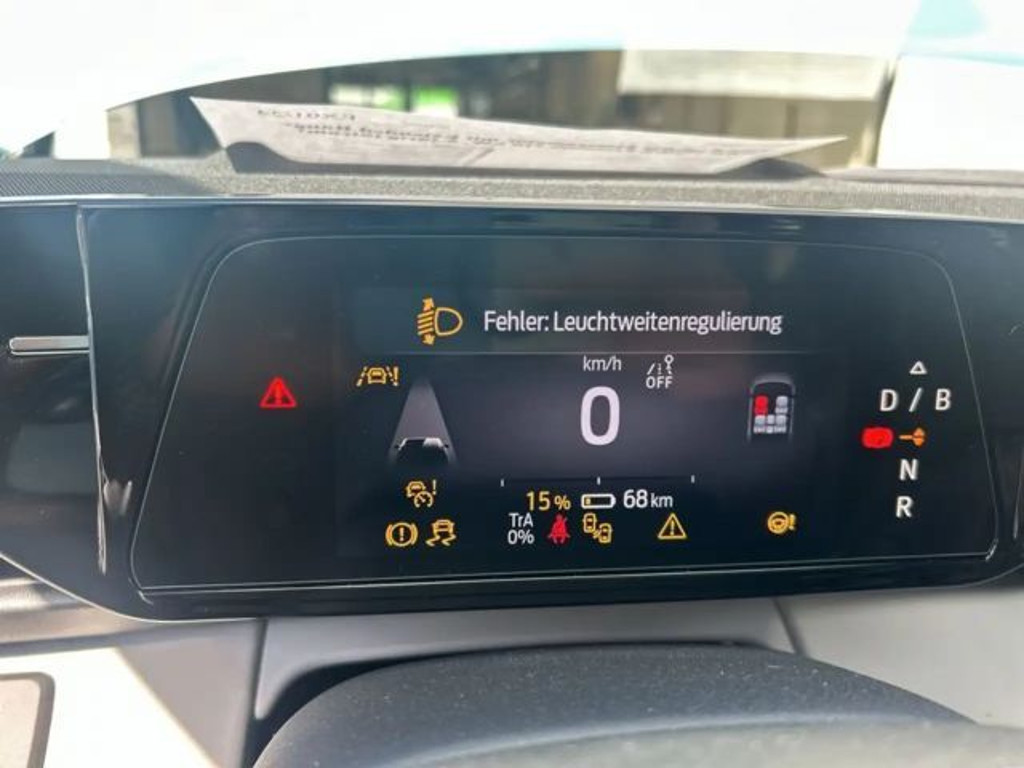 Fehler: Leuchtweitenregulierung
km/h
OFF
0
D / B
N
R
15 %
68 km
TrA
0%